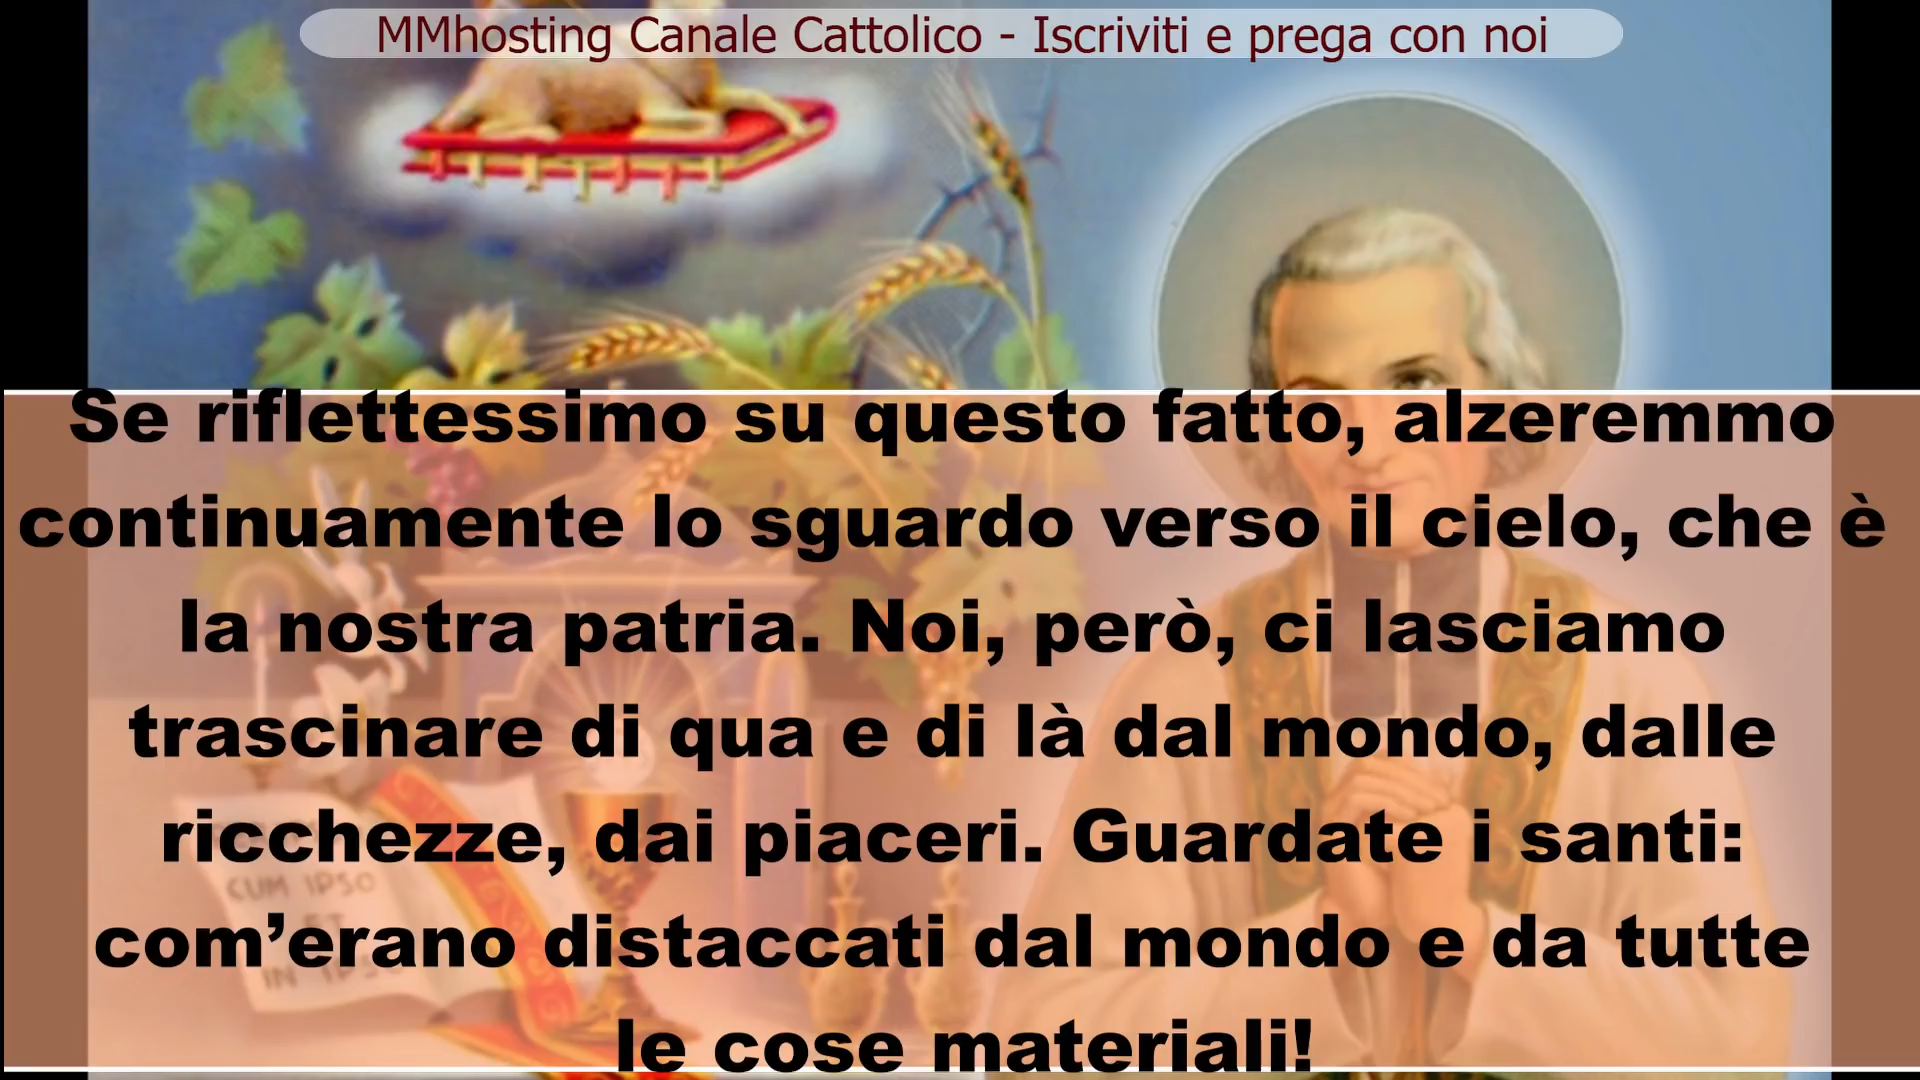 MMhosting Canale Cattolico - Iscriviti e prega con noi
Se riflettessimo su questo fatto, alzeremmo
continuamente lo sguardo verso il cielo, che è
la nostra patria. Noi, però, ci lasciamo
trascinare di qua e di là dal mondo, dalle
ricchezze, dai piaceri. Guardate i santi:
com’erano distaccati dal mondo e da tutte
le cose materiali!
CUM IPSO
ET
IN